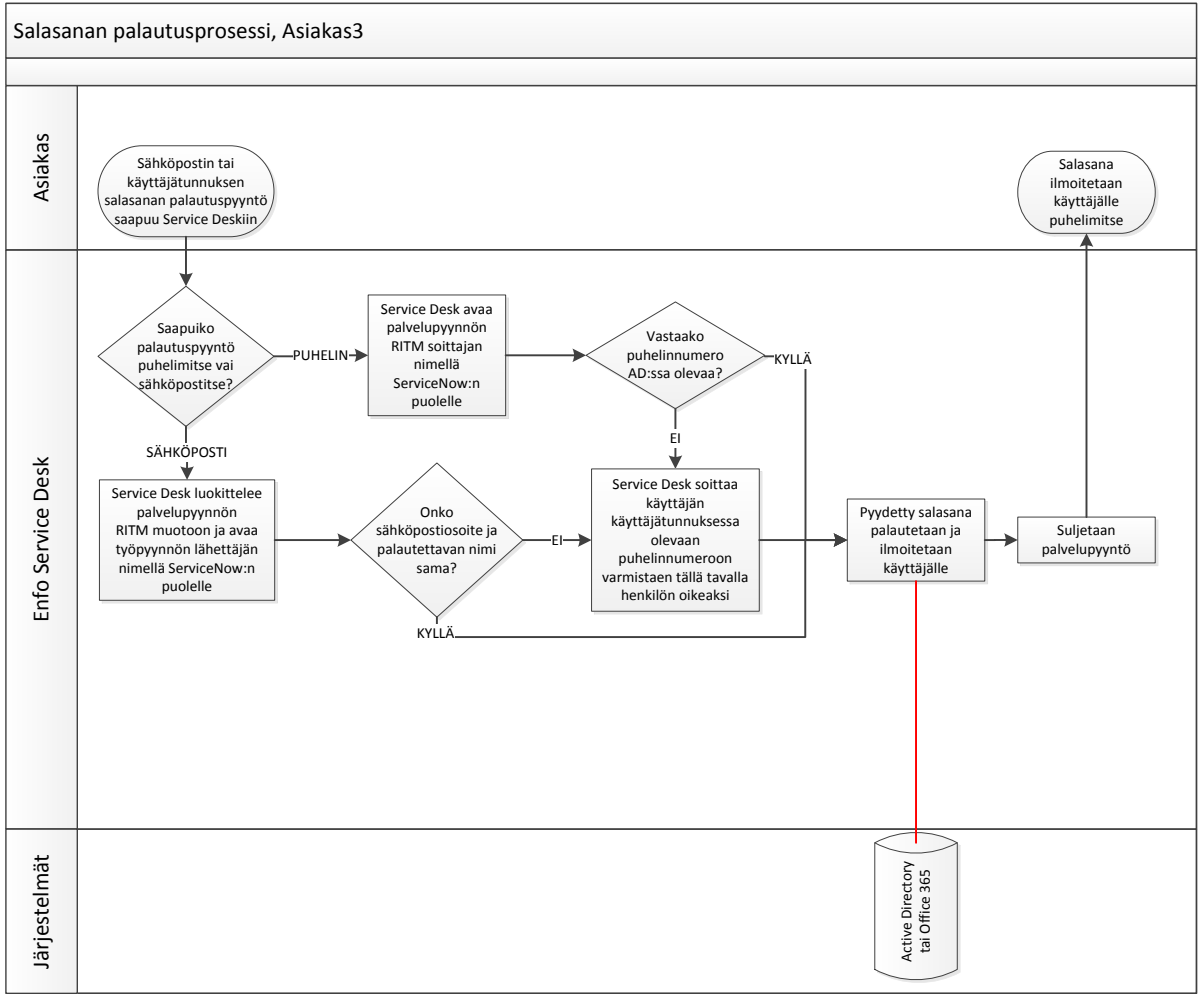 Salasanan palautusprosessi, Asiakas3
Asiakas
Sähköpostin tai
käyttäjätunnuksen
salasanan palautuspyyntö
saapuu Service Deskiin
Salasana
ilmoitetaan
käyttäjälle
puhelimitse
Enfo Service Desk
Saapuiko
palautuspyyntö
puhelimitse vai
sähköpostitse?
PUHELIN
Service Desk avaa
palvelupyynnön
RITM soittajan
nimellä
ServiceNow:n
puolelle
Vastaako
puhelinnumero
AD:ssa olevaa?
KYLLÄ
EI
SÄHKÖPOSTI
Service Desk luokittelee
palvelupyynnön
RITM muotoon ja avaa
työpyynnön lähettäjän
nimellä ServiceNow:n
puolelle
Onko
sähköpostiosoite ja
palautettavan nimi
sama?
EI
KYLLÄ
Service Desk soittaa
käyttäjän
käyttäjätunnuksessa
olevaan
puhelinnumeroon
varmistaen tällä tavalla
henkilön oikeaksi
Pyydetty salasana
palautetaan ja
ilmoitetaan
käyttäjälle
Suljetaan
palvelupyyntö
Järjestelmät
Active Directory
tai Office 365